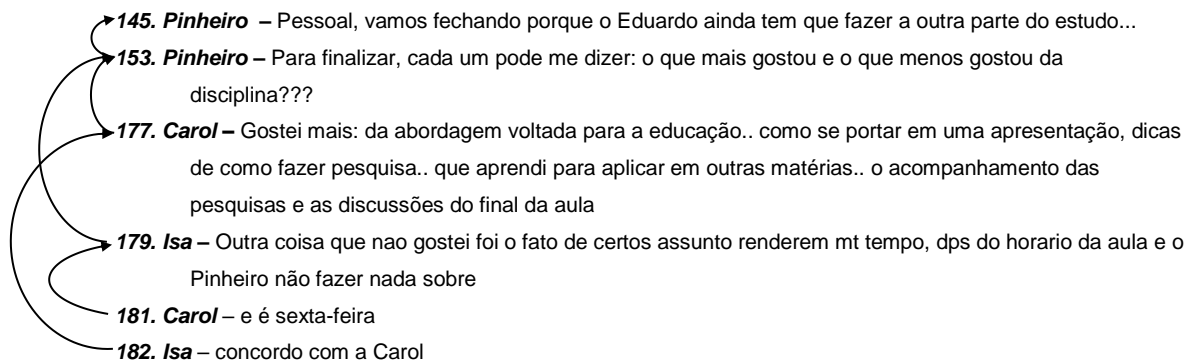 145. Pinheiro – Pessoal, vamos fechando porque o Eduardo ainda tem que fazer a outra parte do estudo...
153. Pinheiro – Para finalizar, cada um pode me dizer: o que mais gostou e o que menos gostou da
disciplina???
177. Carol – Gostei mais: da abordagem voltada para a educação.. como se portar em uma apresentação, dicas
de como fazer pesquisa.. que aprendi para aplicar em outras matérias.. o acompanhamento das
pesquisas e as discussões do final da aula
179. Isa – Outra coisa que nao gostei foi o fato de certos assunto renderem mt tempo, dps do horario da aula e o
Pinheiro não fazer nada sobre
181. Carol – e é sexta-feira
182. Isa – concordo com a Carol